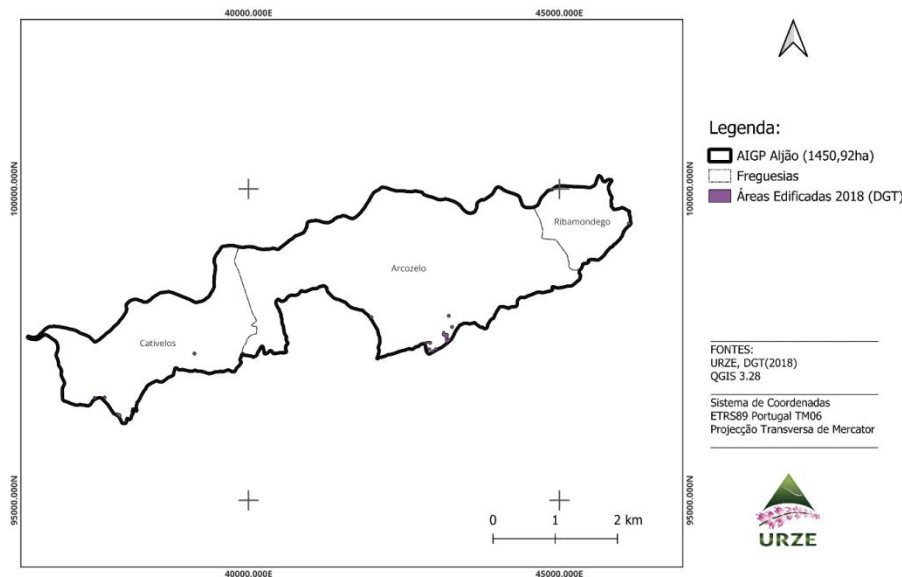 40000.000E
45000.000E
100000.000N
100000.000N
Legenda:
AIGP Aljão (1450,92ha)
Freguesias
Áreas Edificadas 2018 (DGT)
Ribamondego
Arcozelo
Cativelos
FONTES:
URZE, DGT(2018)
QGIS 3.28
Sistema de Coordenadas
ETRS89 Portugal TM06
Projecção Transversa de Mercator
95000.000N
95000.000N
0 1 2 km
URZE
40000.000E
45000.000E